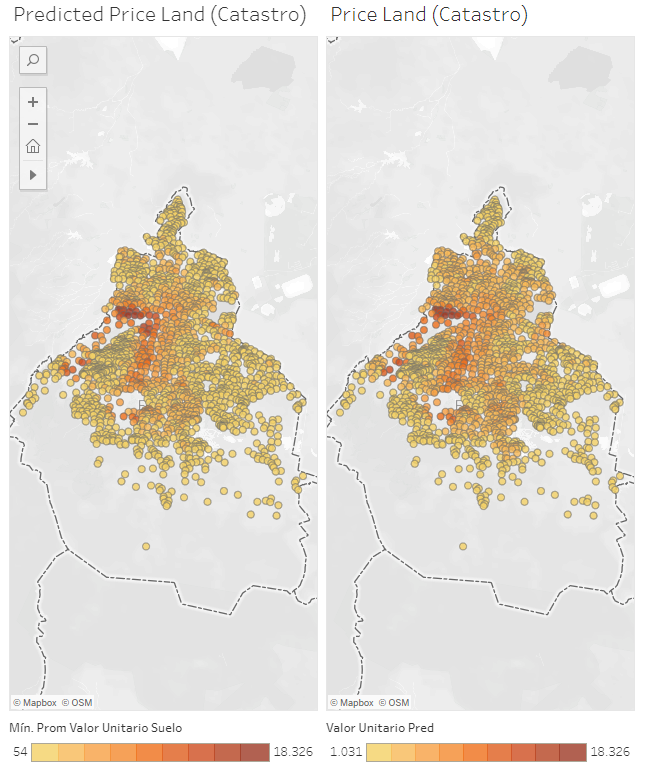 Predicted Price Land (Catastro)
Price Land (Catastro)
© Mapbox © OSM
© Mapbox © OSM
Mín. Prom Valor Unitario Suelo
54
18.326
Valor Unitario Pred
1.031
18.326